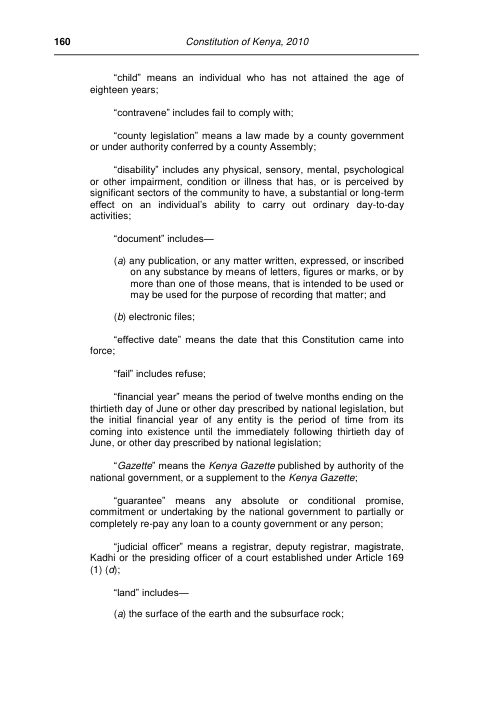 160 Constitution of Kenya, 2010
“child” means an individual who has not attained the age of
eighteen years;
“contravene” includes fail to comply with;
“county legislation” means a law made by a county government
or under authority conferred by a county Assembly;
“disability” includes any physical, sensory, mental, psychological
or other impairment, condition or illness that has, or is perceived by
significant sectors of the community to have, a substantial or long-term
effect on an individual’s ability to carry out ordinary day-to-day
activities;
“document” includes—
(a) any publication, or any matter written, expressed, or inscribed
on any substance by means of letters, figures or marks, or by
more than one of those means, that is intended to be used or
may be used for the purpose of recording that matter; and
(b) electronic files;
“effective date” means the date that this Constitution came into
force;
“fail” includes refuse;
“financial year” means the period of twelve months ending on the
thirtieth day of June or other day prescribed by national legislation, but
the initial financial year of any entity is the period of time from its
coming into existence until the immediately following thirtieth day of
June, or other day prescribed by national legislation;
“Gazette” means the Kenya Gazette published by authority of the
national government, or a supplement to the Kenya Gazette;
“guarantee” means any absolute or conditional promise,
commitment or undertaking by the national government to partially or
completely re-pay any loan to a county government or any person;
“judicial officer” means a registrar, deputy registrar, magistrate,
Kadhi or the presiding officer of a court established under Article 169
(1) (d);
“land” includes—
(a) the surface of the earth and the subsurface rock;